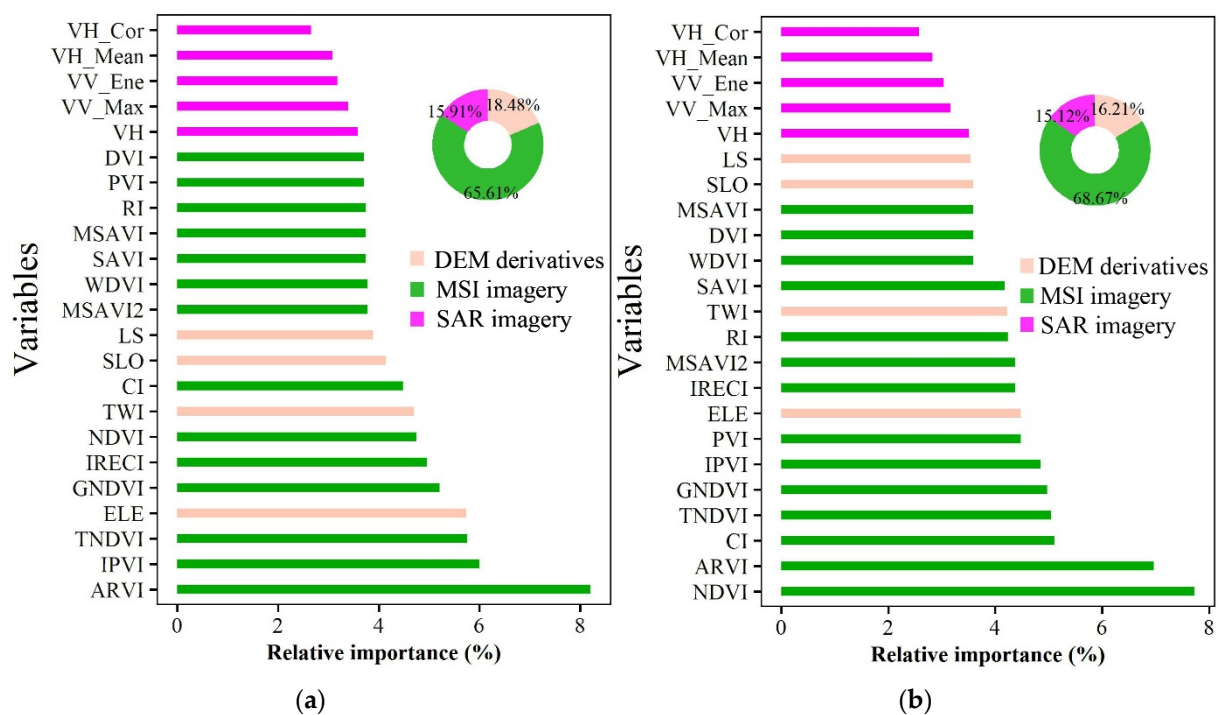 VH_Cor
VH_Mean
VV_Ene
VV_Max
VH
DVI
PVI
RI
MSAVI
SAVI
WDVI
MSAVI2
LS
SLO
CI
TWI
NDVI
IRECI
GNDVI
ELE
TNDVI
IPVI
ARVI
Variables
15.91%
18.48%
65.61%
DEM derivatives
MSI imagery
SAR imagery
0 2 4 6 8
Relative importance (%)
(a)
VH_Cor
VH_Mean
VV_Ene
VV_Max
VH
LS
SLO
MSAVI
DVI
WDVI
SAVI
TWI
RI
MSAVI2
IRECI
ELE
PVI
IPVI
GNDVI
TNDVI
CI
ARVI
NDVI
Variables
15.12%
16.21%
68.67%
DEM derivatives
MSI imagery
SAR imagery
0 2 4 6 8
Relative importance (%)
(b)